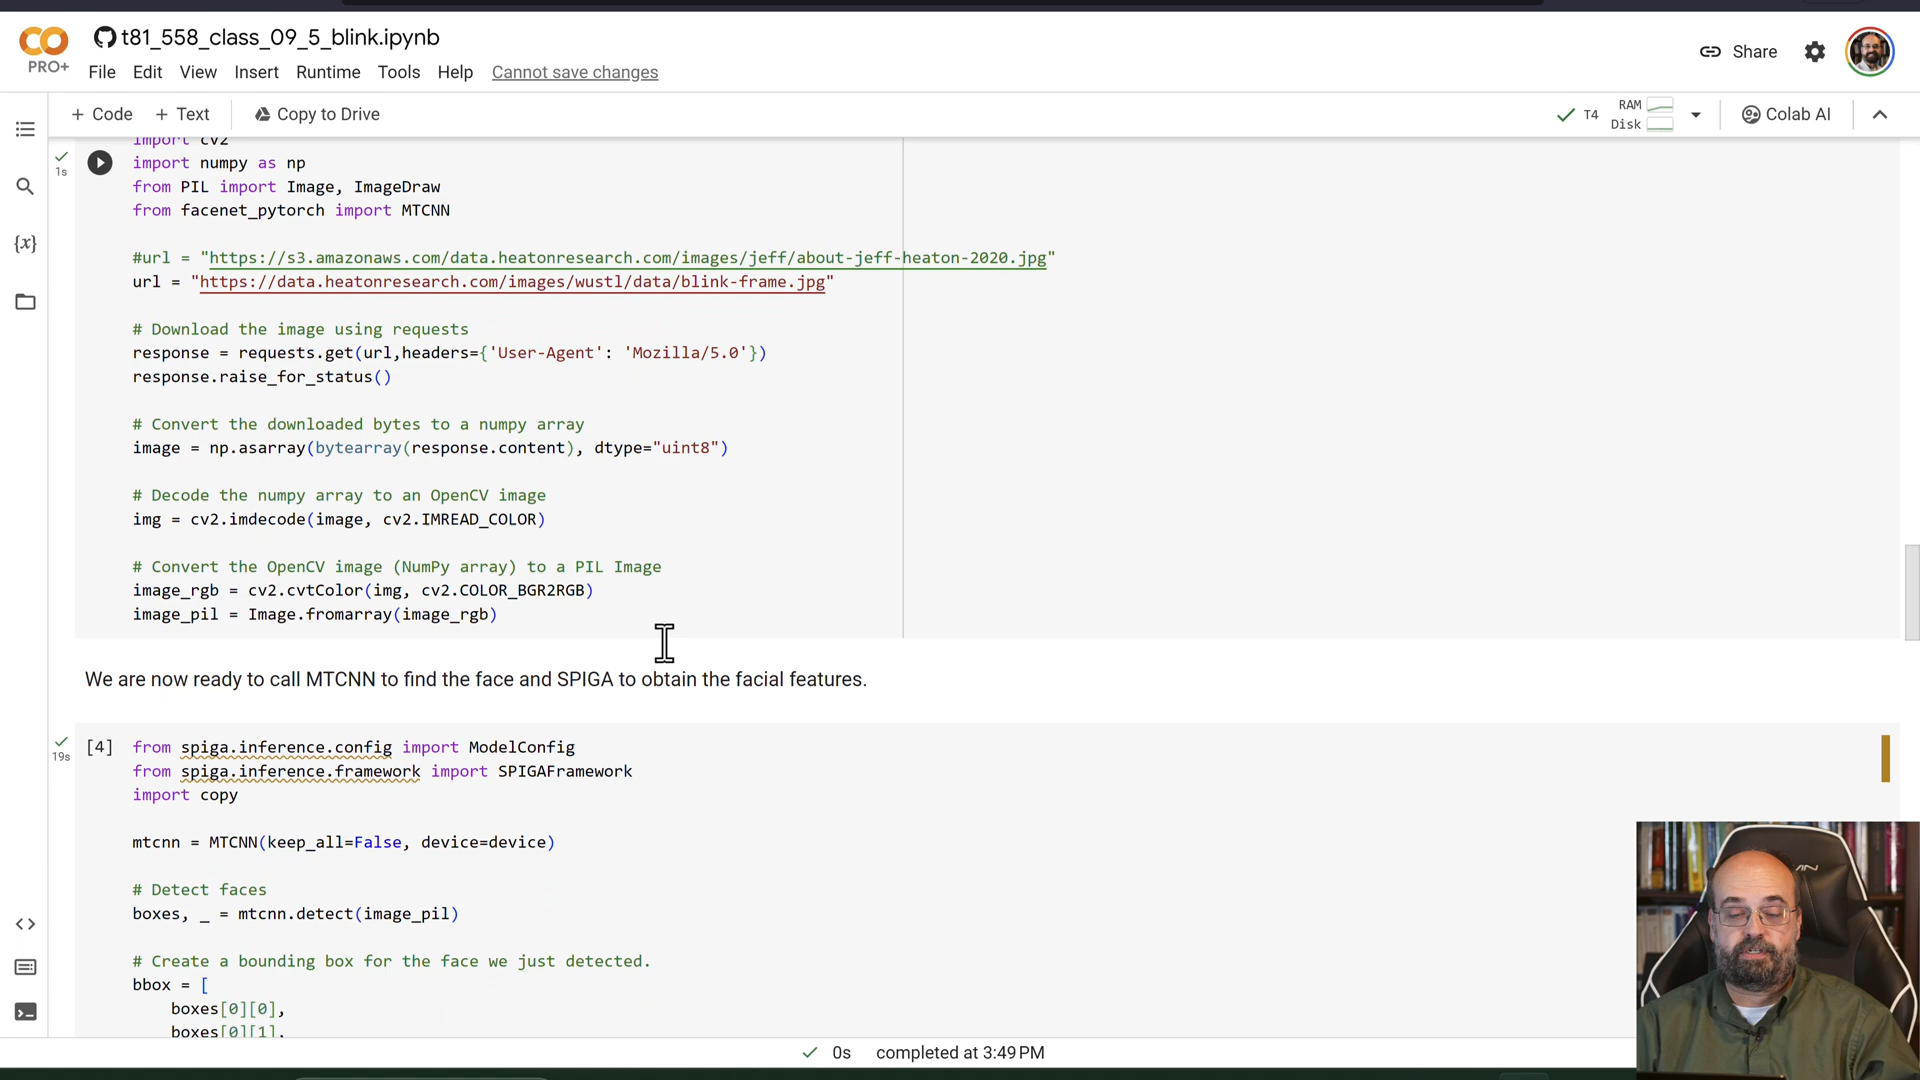 t81_558_class_09_5_blink.ipynb
PRO+
File Edit View Insert Runtime Tools Help Cannot save changes
Share
+ Code + Text Copy to Drive
T4 RAM Disk Colab AI
import cv2
1s
import numpy as np
from PIL import Image, ImageDraw
from facenet_pytorch import MTCNN
#url = "https://s3.amazonaws.com/data.heatonresearch.com/images/jeff/about-jeff-heaton-2020.jpg"
url = "https://data.heatonresearch.com/images/wustl/data/blink-frame.jpg"
# Download the image using requests
response = requests.get(url,headers={'User-Agent': 'Mozilla/5.0'})
response.raise_for_status()
# Convert the downloaded bytes to a numpy array
image = np.asarray(bytearray(response.content), dtype="uint8")
# Decode the numpy array to an OpenCV image
img = cv2.imdecode(image, cv2.IMREAD_COLOR)
# Convert the OpenCV image (NumPy array) to a PIL Image
image_rgb = cv2.cvtColor(img, cv2.COLOR_BGR2RGB)
image_pil = Image.fromarray(image_rgb)
We are now ready to call MTCNN to find the face and SPIGA to obtain the facial features.
19s
[4] from spiga.inference.config import ModelConfig
from spiga.inference.framework import SPIGAFramework
import copy
mtcnn = MTCNN(keep_all=False, device=device)
# Detect faces
boxes, _ = mtcnn.detect(image_pil)
# Create a bounding box for the face we just detected.
bbox = [
boxes[0][0],
boxes[0][1],
0s completed at 3:49 PM